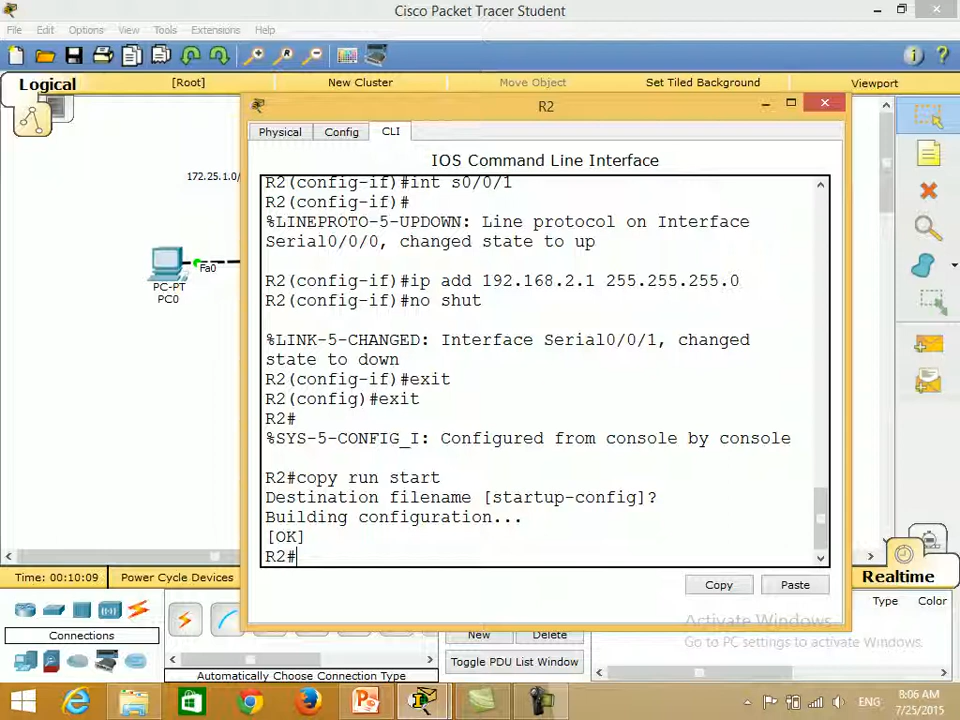 Cisco Packet Tracer Student
File Edit Options View Tools Extensions Help
Logical [Root] New Cluster Move Object Set Tiled Background Viewport
R2
Physical Config CLI
IOS Command Line Interface
172.25.1.0/
Fa0
PC-PT
PC0
R2(config-if)#int s0/0/1
R2(config-if)#
%LINEPROTO-5-UPDOWN: Line protocol on Interface
Serial0/0/0, changed state to up
R2(config-if)#ip add 192.168.2.1 255.255.255.0
R2(config-if)#no shut
%LINK-5-CHANGED: Interface Serial0/0/1, changed
state to down
R2(config-if)#exit
R2(config)#exit
R2#
%SYS-5-CONFIG_I: Configured from console by console
R2#copy run start
Destination filename [startup-config]?
Building configuration...
[OK]
R2#
Copy Paste
Time: 00:10:09 Power Cycle Devices Realtime
Connections
Automatically Choose Connection Type
New Delete
Toggle PDU List Window
Type Color
Activate Windows
Go to PC settings to activate Windows.
ENG
8:06 AM
7/25/2015